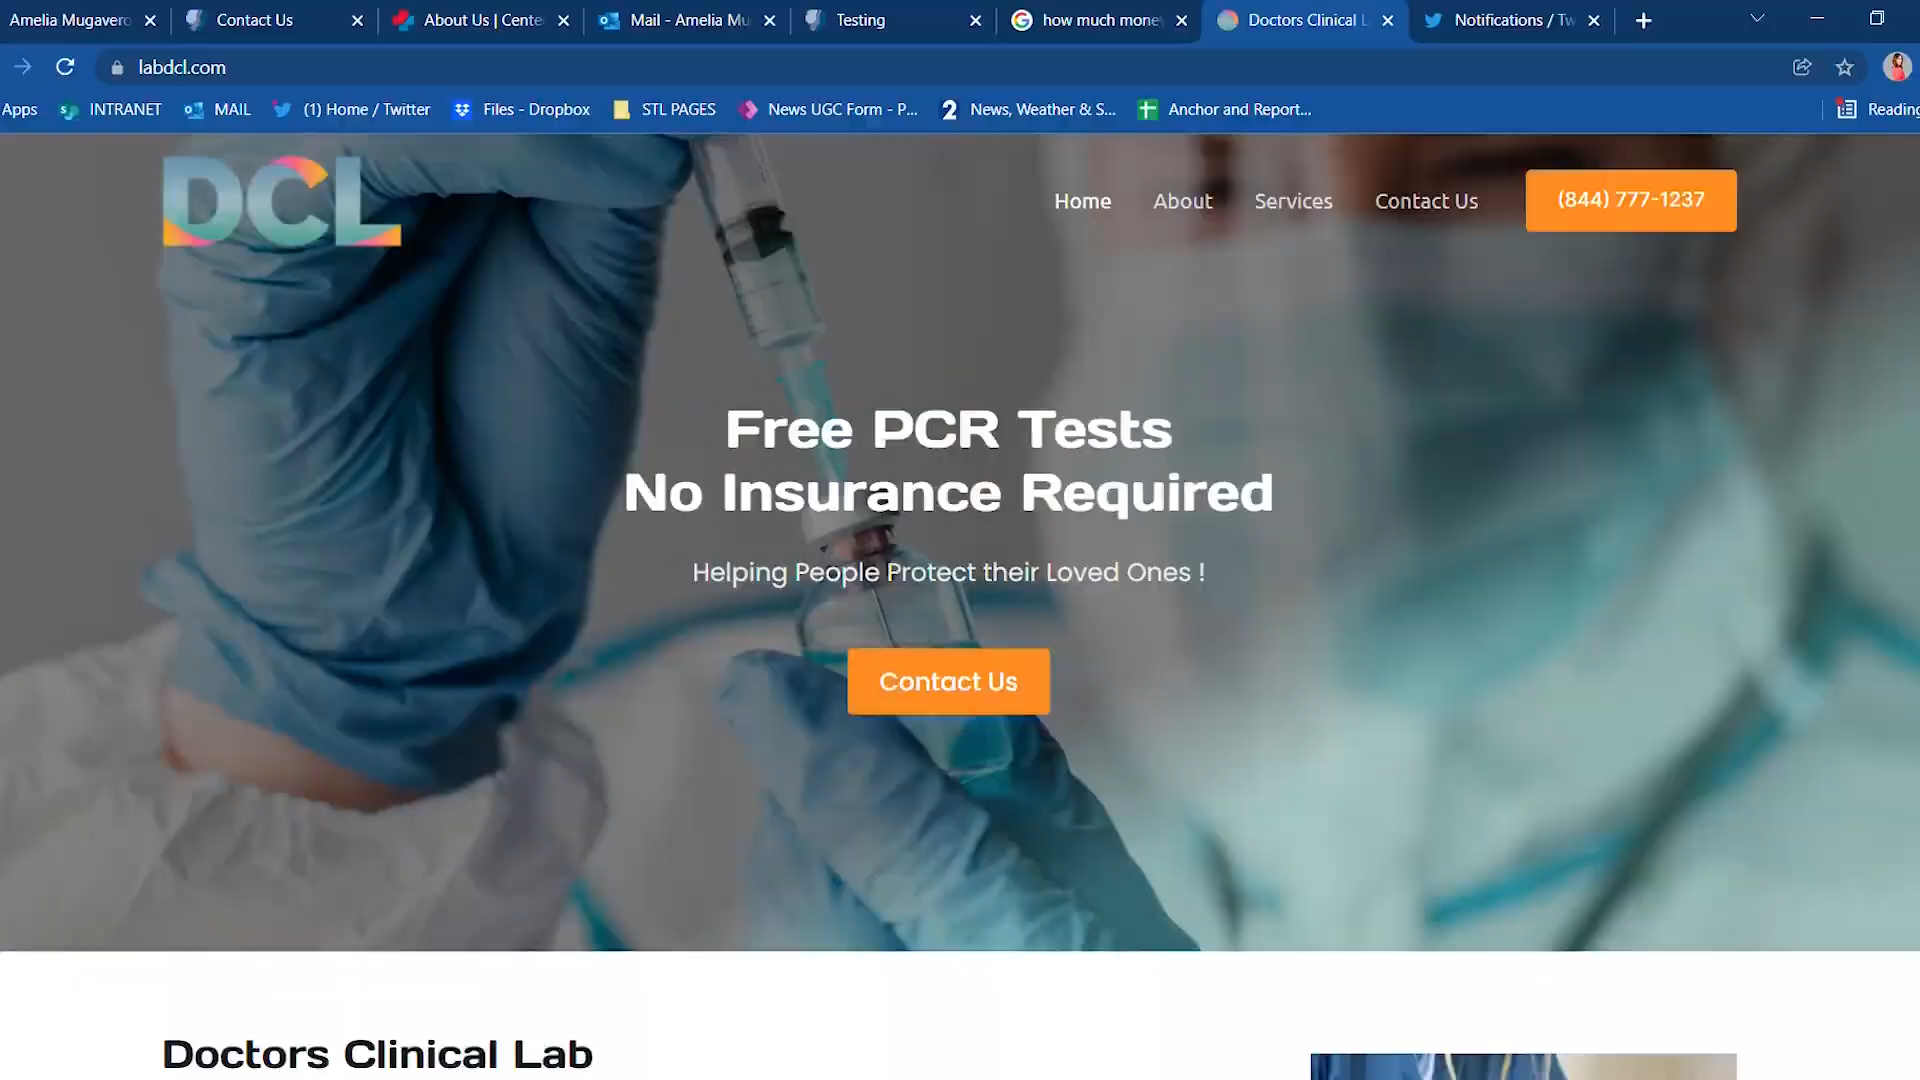 Amelia Mugavero
Contact Us
About Us | Cente
Mail - Amelia Mu
Testing
how much money
Doctors Clinical L
Notifications / Tw
labdcl.com
Apps
INTRANET
MAIL
(1) Home / Twitter
Files - Dropbox
STL PAGES
News UGC Form - P...
2
News, Weather & S...
Anchor and Report...
Reading
DCL
Home
About
Services
Contact Us
(844) 777-1237
Free PCR Tests
No Insurance Required
Helping People Protect their Loved Ones !
Contact Us
Doctors Clinical Lab